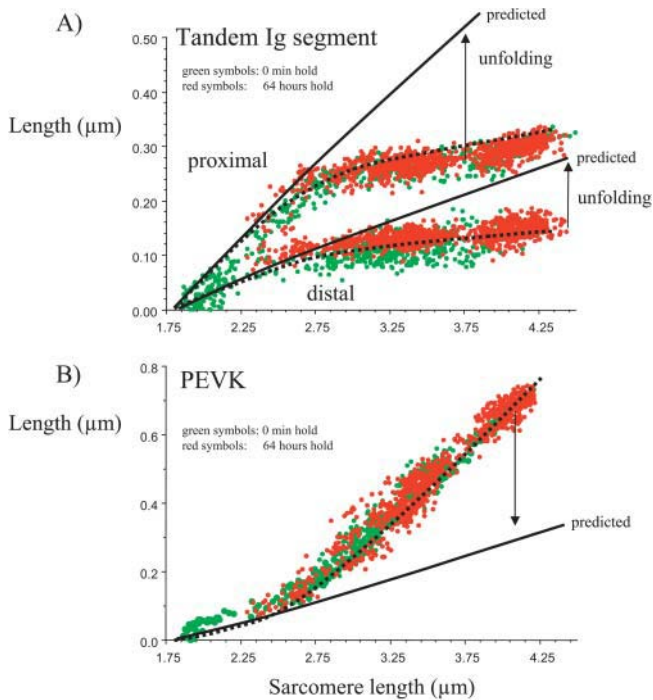 A)
Tandem Ig segment
green symbols: 0 min hold
red symbols: 64 hours hold
predicted
unfolding
Length (µm)
proximal
predicted
unfolding
distal
0.50
0.40
0.30
0.20
0.10
0.00
1.75 2.25 2.75 3.25 3.75 4.25
B)
PEVK
Length (µm)
green symbols: 0 min hold
red symbols: 64 hours hold
predicted
0.8
0.6
0.4
0.2
0.0
1.75 2.25 2.75 3.25 3.75 4.25
Sarcomere length (µm)